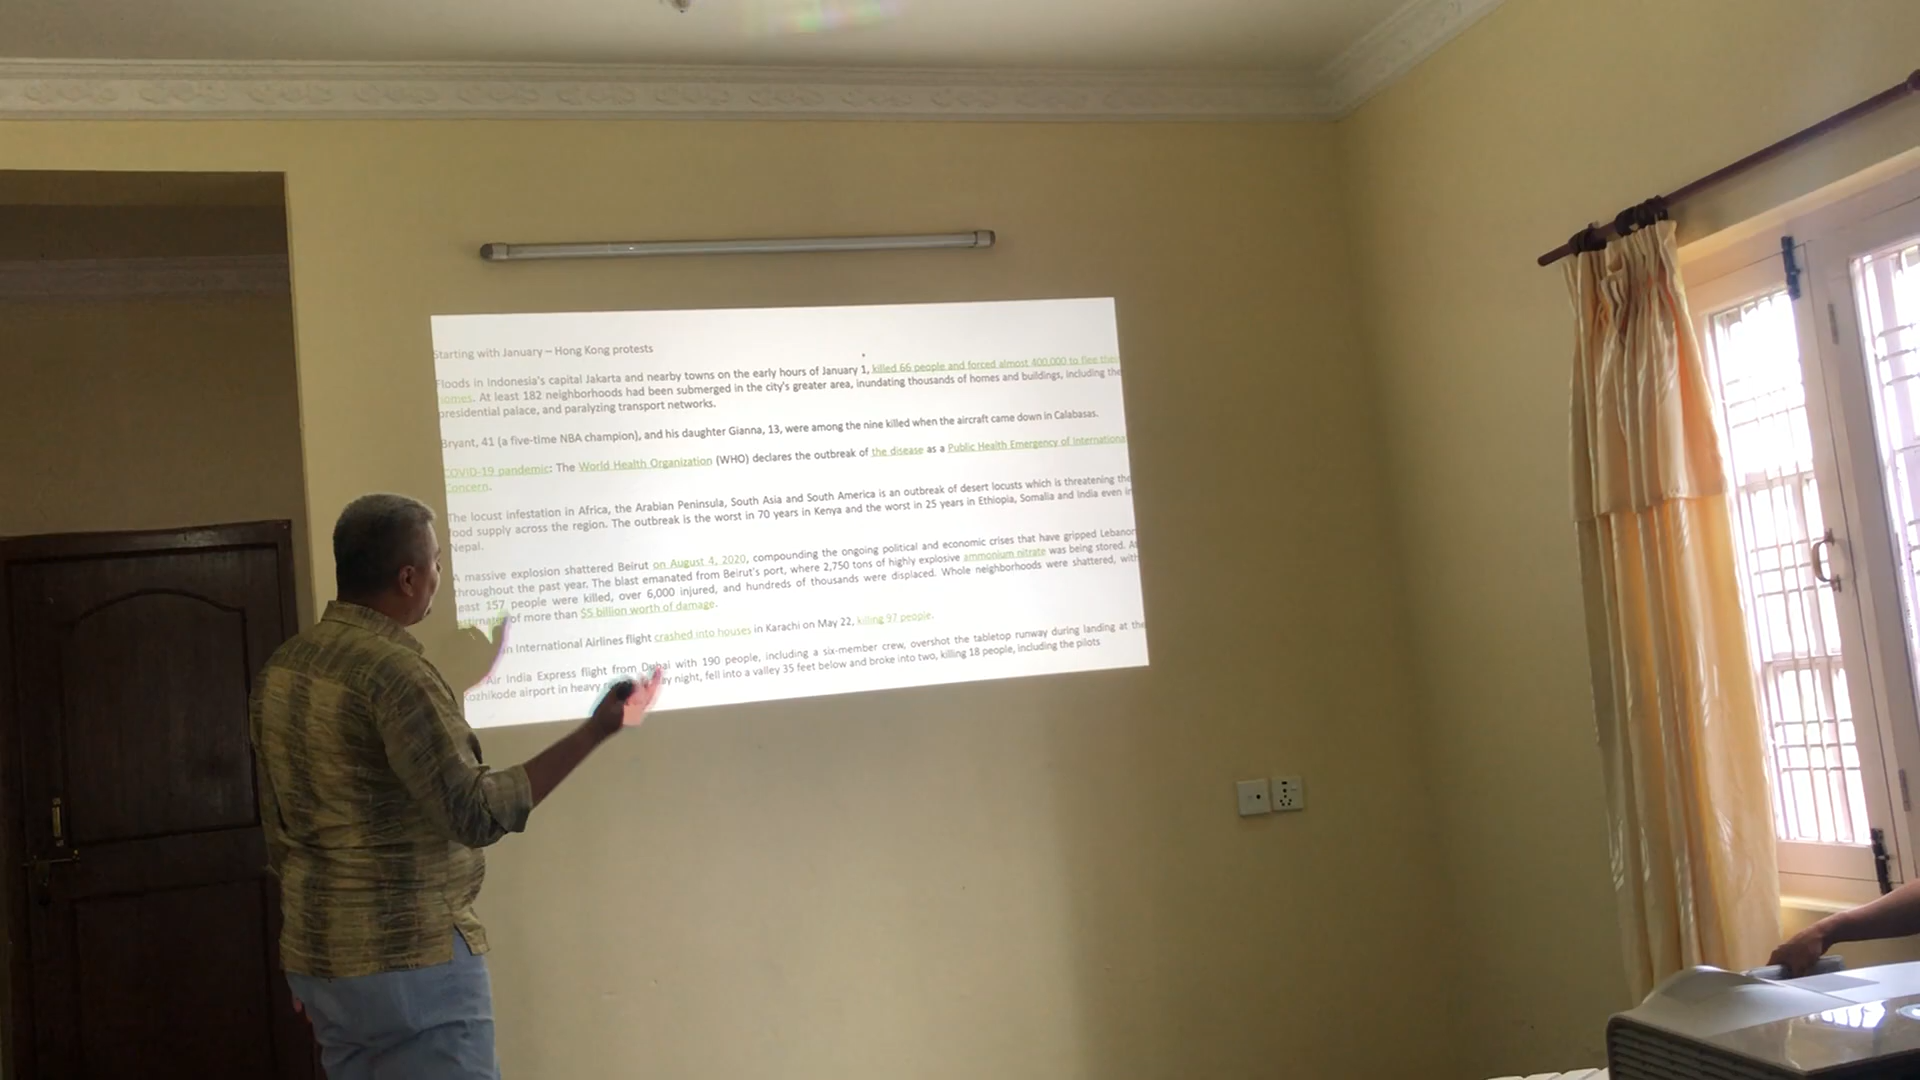 Starting with January – Hong Kong protests
Floods in Indonesia's capital Jakarta and nearby towns on the early hours of January 1, killed 66 people and forced almost 400,000 to flee their
homes. At least 182 neighborhoods had been submerged in the city's greater area, inundating thousands of homes and buildings, including the
presidential palace, and paralyzing transport networks.
Bryant, 41 (a five-time NBA champion), and his daughter Gianna, 13, were among the nine killed when the aircraft came down in Calabasas.
COVID-19 pandemic: The World Health Organization (WHO) declares the outbreak of the disease as a Public Health Emergency of International
Concern.
The locust infestation in Africa, the Arabian Peninsula, South Asia and South America is an outbreak of desert locusts which is threatening the
food supply across the region. The outbreak is the worst in 70 years in Kenya and the worst in 25 years in Ethiopia, Somalia and India even in
Nepal.
A massive explosion shattered Beirut on August 4, 2020, compounding the ongoing political and economic crises that have gripped Lebanon
throughout the past year. The blast emanated from Beirut's port, where 2,750 tons of highly explosive ammonium nitrate was being stored. At
least 157 people were killed, over 6,000 injured, and hundreds of thousands were displaced. Whole neighborhoods were shattered, with
estimates of more than $5 billion worth of damage.
International Airlines flight crashed into houses in Karachi on May 22, killing 97 people.
Air India Express flight from Dubai with 190 people, including a six-member crew, overshot the tabletop runway during landing at the
Kozhikode airport in heavy night, fell into a valley 35 feet below and broke into two, killing 18 people, including the pilots